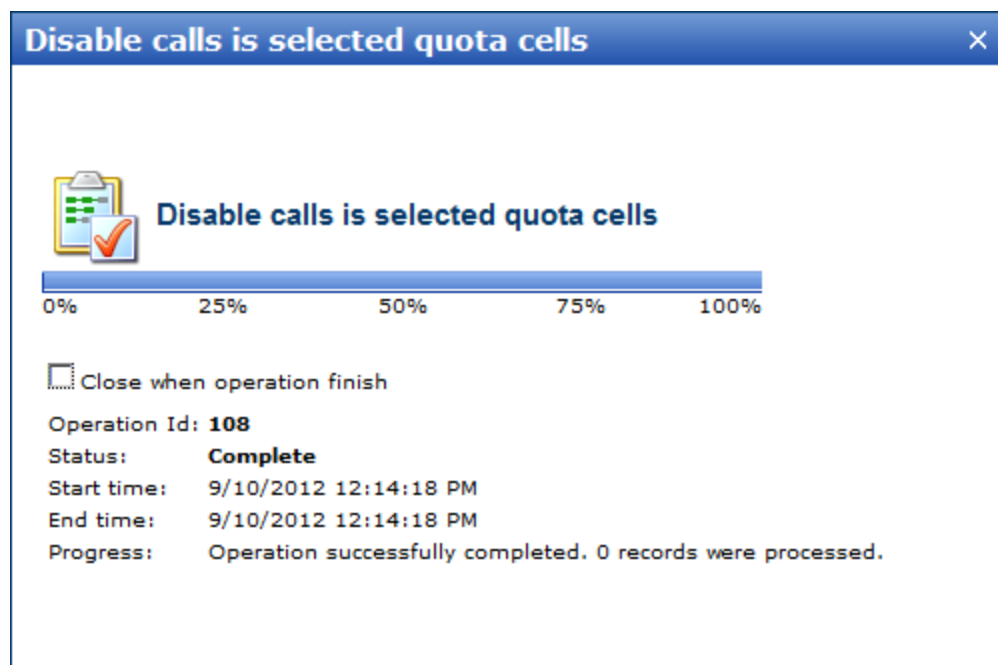 Disable calls is selected quota cells
Disable calls is selected quota cells
0% 25% 50% 75% 100%
Close when operation finish
Operation Id: 108
Status: Complete
Start time: 9/10/2012 12:14:18 PM
End time: 9/10/2012 12:14:18 PM
Progress: Operation successfully completed. 0 records were processed.